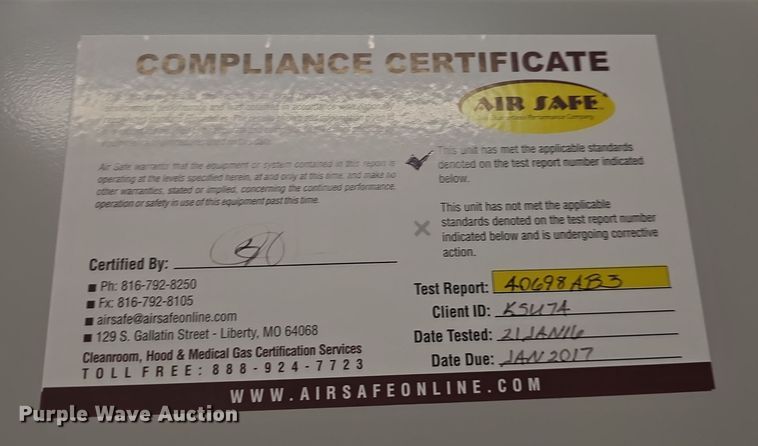 COMPLIANCE CERTIFICATE
AIR SAFE
Performance Company
Air Safe warrants that the equipment or system contained in this report is
operating at the levels specified herein, at and only at this time, and make no
other warranties, stated or implied, concerning the continued performance,
operation or safety in use of this equipment past this time.
This unit has met the applicable standards
denoted on the test report number indicated
below.
This unit has not met the applicable
standards denoted on the test report number
indicated below and is undergoing corrective
action.
Certified By:
Ph: 816-792-8250
Fx: 816-792-8105
airsafe@airsafeonline.com
129 S. Gallatin Street - Liberty, MO 64068
Cleanroom, Hood & Medical Gas Certification Services
TOLL FREE: 888-924-7723
Test Report: 40698AB3
Client ID: KSU74
Date Tested: 21JAN16
Date Due: JAN 2017
WWW.AIRSAFEONLINE.COM
Purple Wave Auction